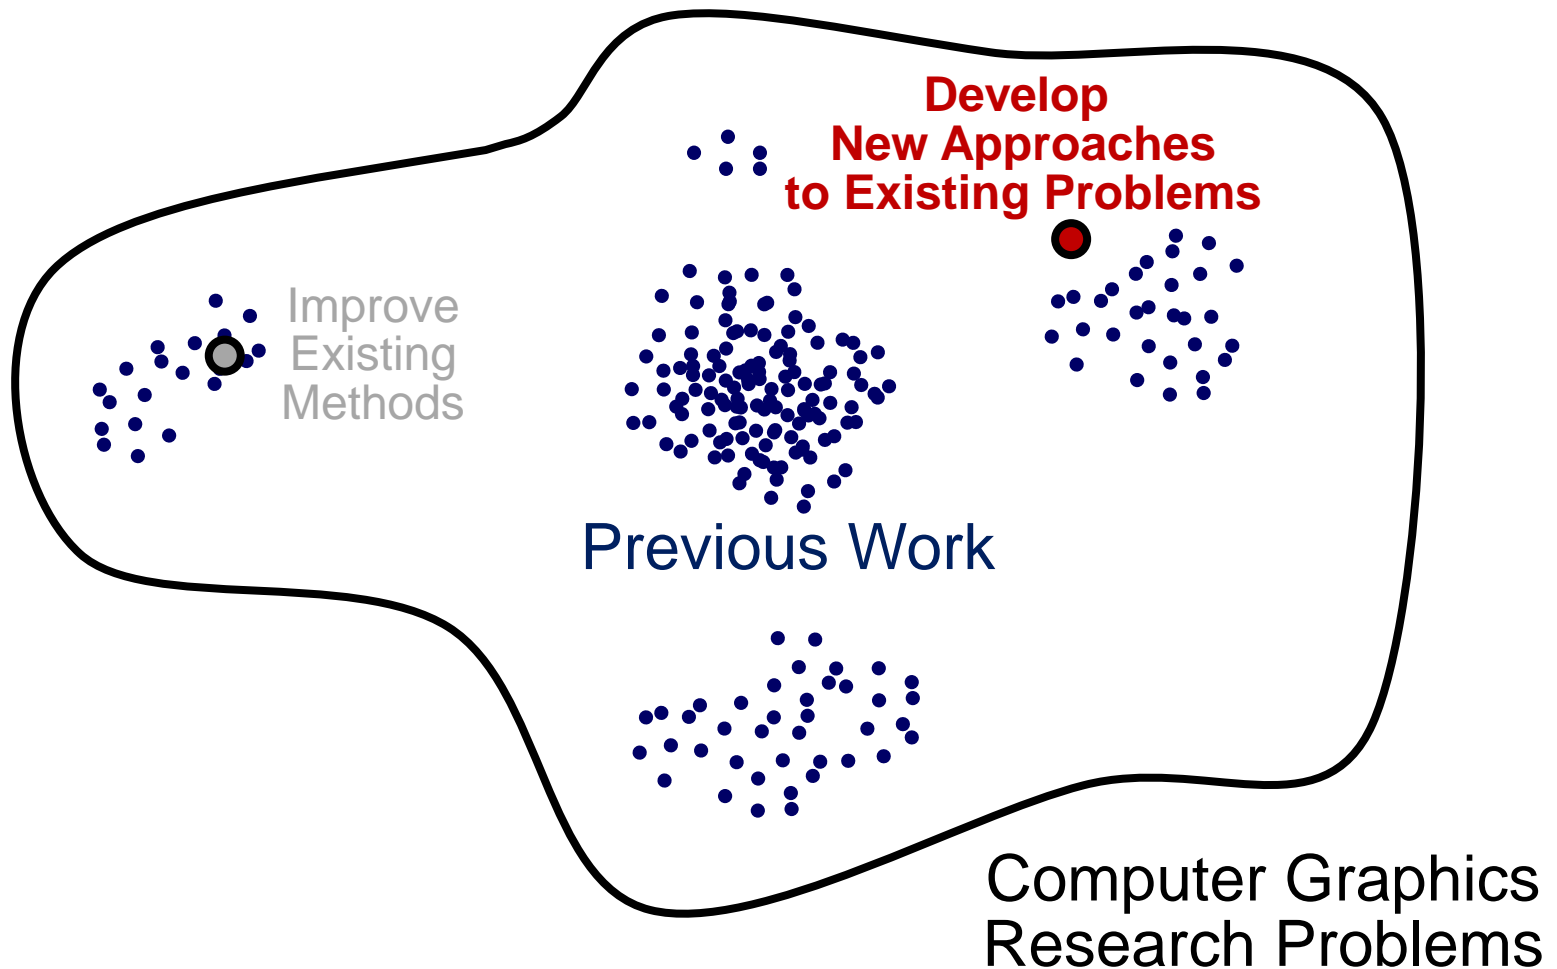 Develop
New Approaches
to Existing Problems
Improve
Existing
Methods
Previous Work
Computer Graphics
Research Problems